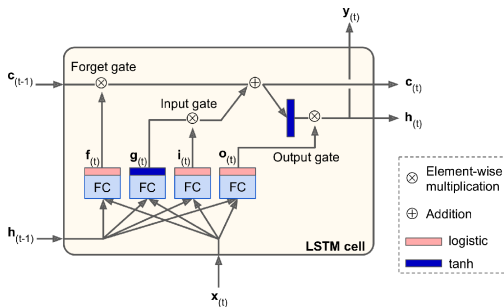 y(t)
Forget gate
c(t-1)
c(t)
Input gate
h(t)
f(t)
g(t)
i(t)
o(t)
Output gate
FC
FC
FC
FC
h(t-1)
LSTM cell
x(t)
Element-wise
multiplication
Addition
logistic
tanh